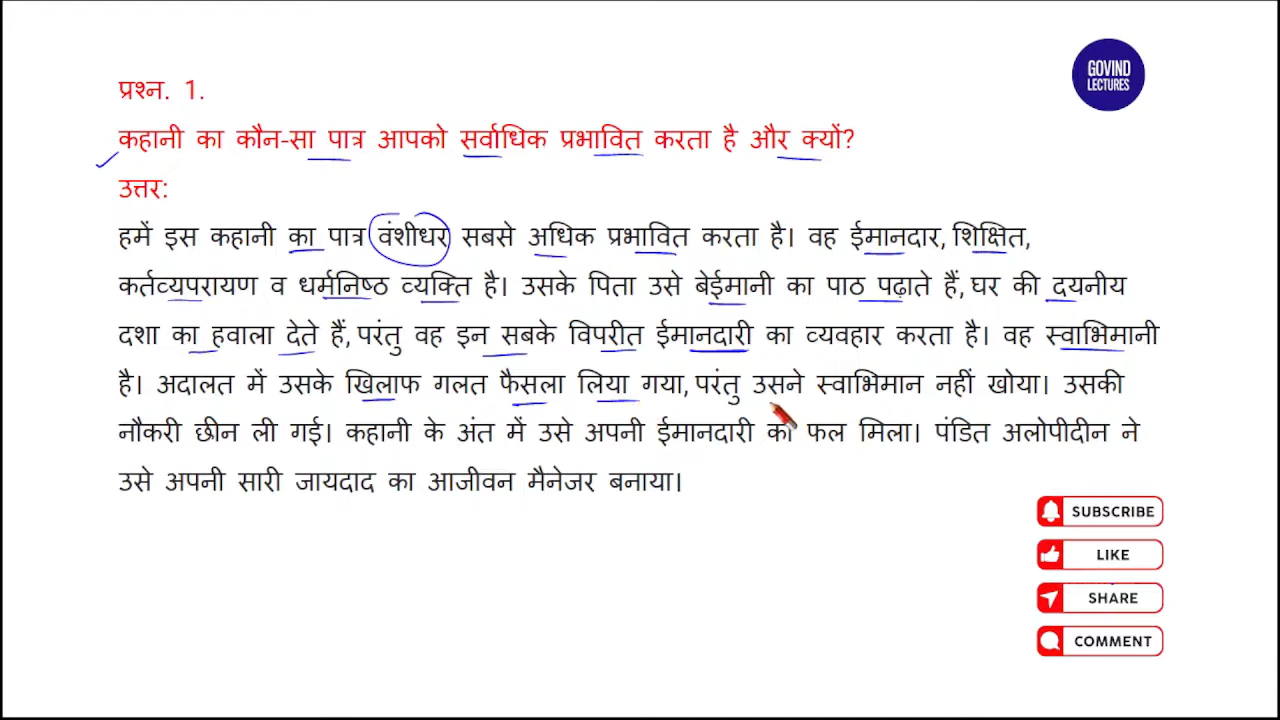 GOVIND
LECTURES
प्रश्न. 1.
कहानी का कौन-सा पात्र आपको सर्वाधिक प्रभावित करता है और क्यों?
उत्तर:
हमें इस कहानी का पात्र वंशीधर सबसे अधिक प्रभावित करता है। वह ईमानदार, शिक्षित,
कर्तव्यपरायण व धर्मनिष्ठ व्यक्ति है। उसके पिता उसे बेईमानी का पाठ पढ़ाते हैं, घर की दयनीय
दशा का हवाला देते हैं, परंतु वह इन सबके विपरीत ईमानदारी का व्यवहार करता है। वह स्वाभिमानी
है। अदालत में उसके खिलाफ गलत फैसला लिया गया, परंतु उसने स्वाभिमान नहीं खोया। उसकी
नौकरी छीन ली गई। कहानी के अंत में उसे अपनी ईमानदारी का फल मिला। पंडित अलोपीदीन ने
उसे अपनी सारी जायदाद का आजीवन मैनेजर बनाया।
SUBSCRIBE
LIKE
SHARE
COMMENT